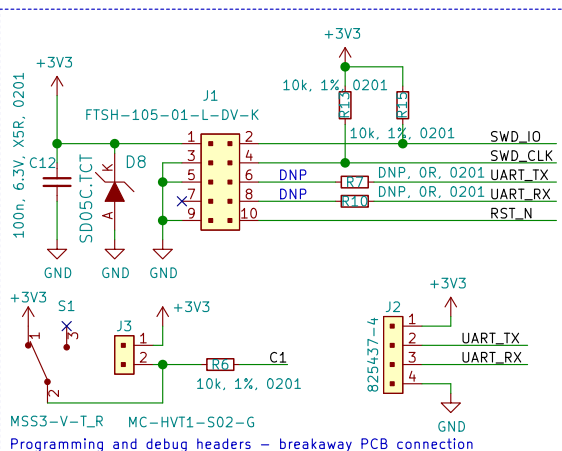 +3V3
+3V3
J1
FTSH-105-01-L-DV-K
10k, 1%, 0201
R13
R15
10k, 1%, 0201
100n, 6.3V, X5R, 0201
C12
SD05C.TCT
D8
K
A
1
2
SWD_IO
3
4
SWD_CLK
5
6
DNP
R7
DNP, 0R, 0201
UART_TX
7
8
DNP
R10
DNP, 0R, 0201
UART_RX
9
10
RST_N
GND
GND
GND
+3V3
S1
1
3
2
MSS3-V-T_R
+3V3
J3
1
2
R6
C1
10k, 1%, 0201
MC-HVT1-S02-G
+3V3
J2
825437-4
1
2
UART_TX
3
UART_RX
4
GND
Programming and debug headers – breakaway PCB connection